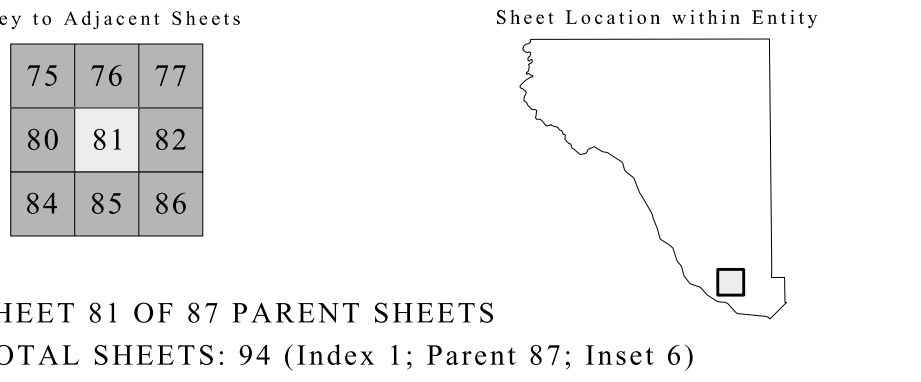 ey to Adjacent Sheets
Sheet Location within Entity
75 76 77
80 81 82
84 85 86
HEET 81 OF 87 PARENT SHEETS
OTAL SHEETS: 94 (Index 1; Parent 87; Inset 6)